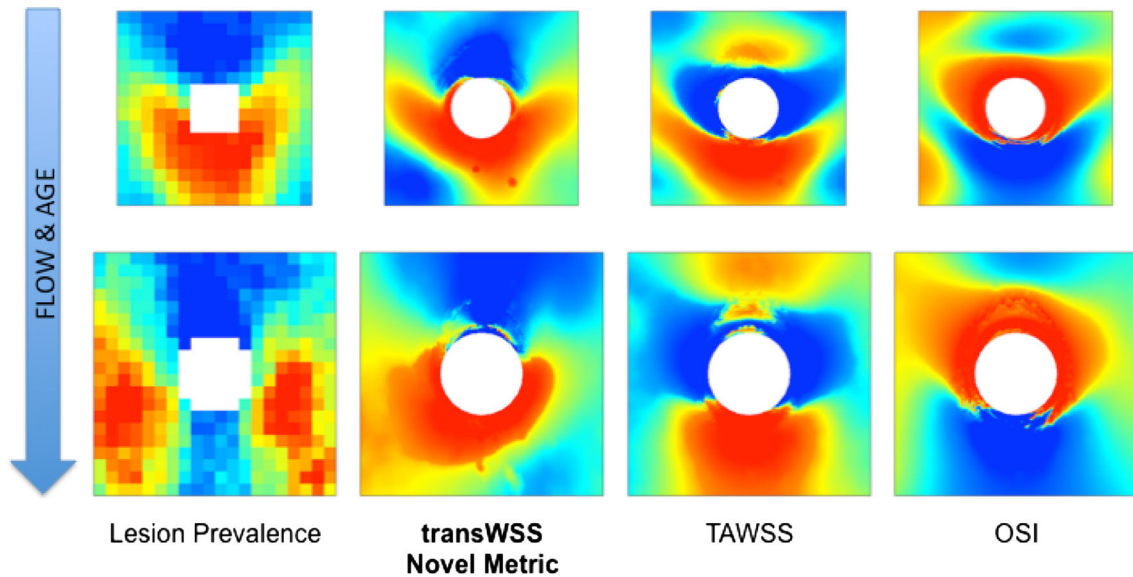 FLOW & AGE
Lesion Prevalence
transWSS
Novel Metric
TAWSS
OSI